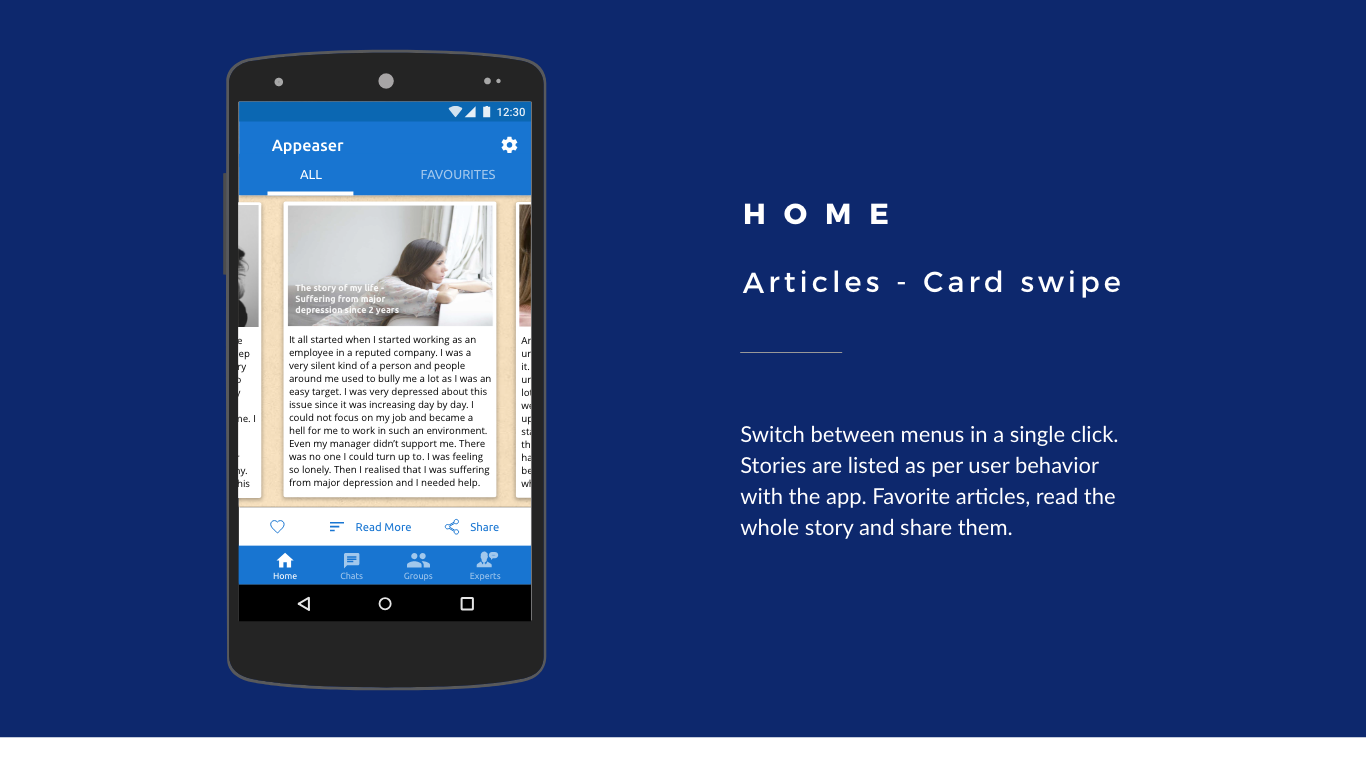 12:30
Appeaser
ALL
FAVOURITES
The story of my life -
Suffering from major
depression since 2 years
It all started when I started working as an
employee in a reputed company. I was a
very silent kind of a person and people
around me used to bully me a lot as I was an
easy target. I was very depressed about this
issue since it was increasing day by day. I
could not focus on my job and became a
hell for me to work in such an environment.
Even my manager didn't support me. There
was no one I could turn up to. I was feeling
so lonely. Then I realised that I was suffering
from major depression and I needed help.
Read More
Share
Home
Chats
Groups
Experts
HOME
Articles - Card swipe
Switch between menus in a single click.
Stories are listed as per user behavior
with the app. Favorite articles, read the
whole story and share them.